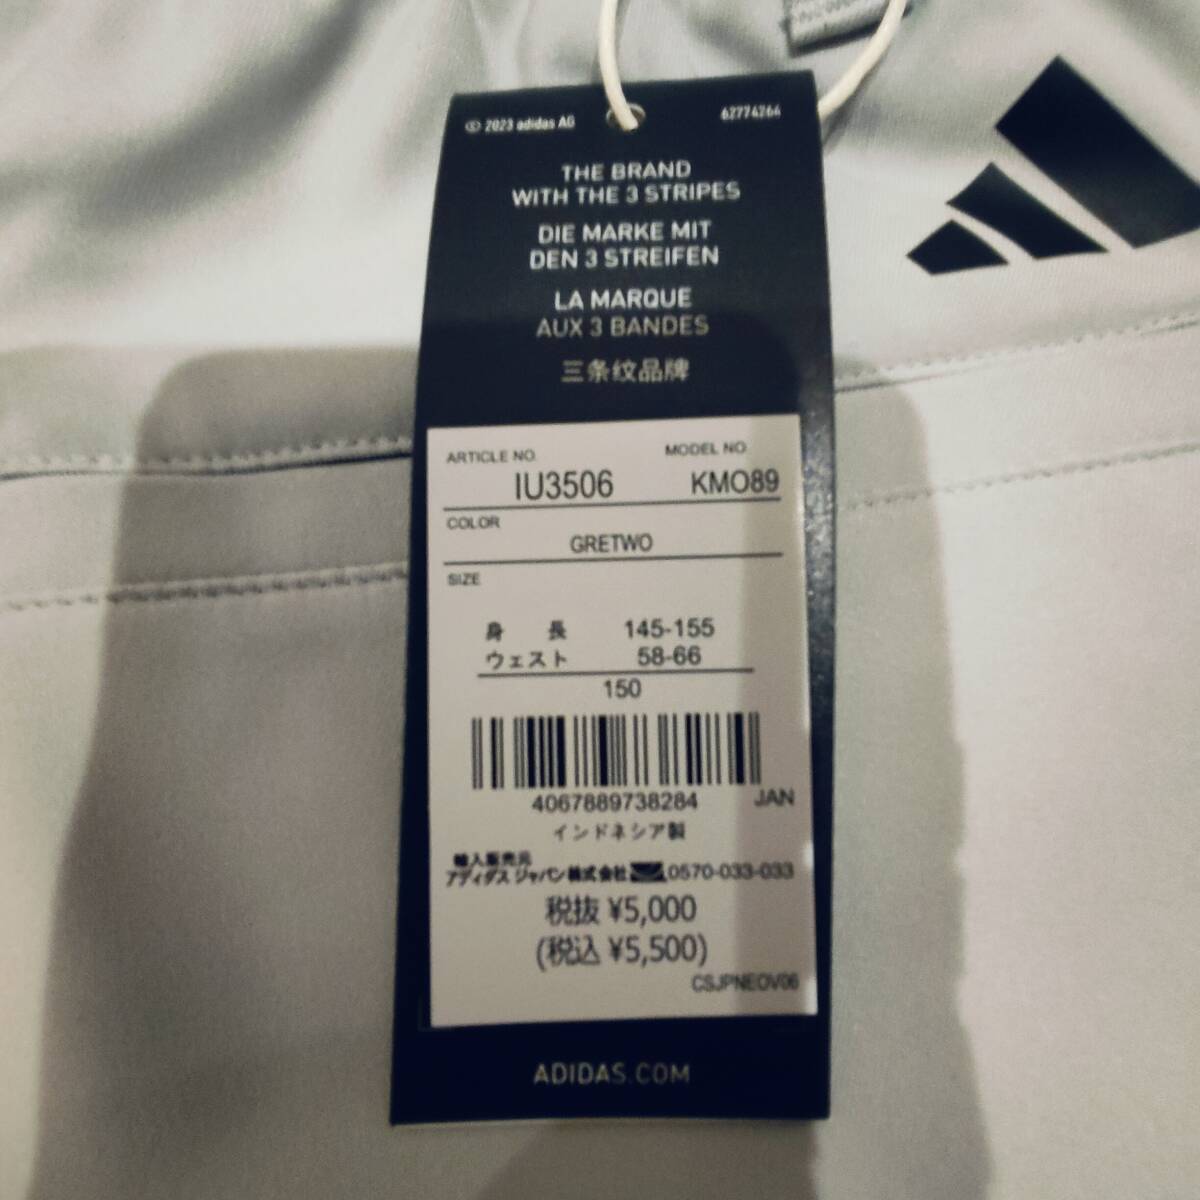 © 2023 adidas AG
62774264
THE BRAND
WITH THE 3 STRIPES
DIE MARKE MIT
DEN 3 STREIFEN
LA MARQUE
AUX 3 BANDES
三条纹品牌
ARTICLE NO. MODEL NO.
IU3506 KMO89
COLOR
GRETWO
SIZE
身長 145-155
ウェスト 58-66
150
4067889738284 JAN
インドネシア製
輸入販売元
アディダス ジャパン株式会社 0570-033-033
税抜 ¥5,000
(税込 ¥5,500)
CSJPNEOV06
ADIDAS.COM